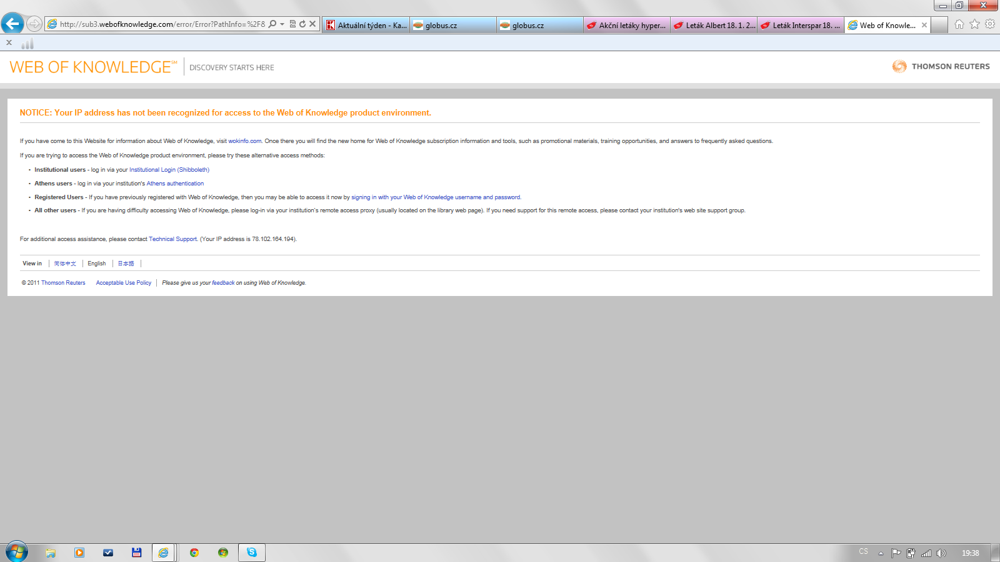 http://sub3.webofknowledge.com/error/Error?PathInfo=%2F8
Aktuální týden - Ka...
globus.cz
globus.cz
Akční letáky hyper...
Leták Albert 18. 1. 2...
Leták Interspar 18. ...
Web of Knowle...
WEB OF KNOWLEDGE℠
DISCOVERY STARTS HERE
THOMSON REUTERS
NOTICE: Your IP address has not been recognized for access to the Web of Knowledge product environment.
If you have come to this Website for information about Web of Knowledge, visit wokinfo.com. Once there you will find the new home for Web of Knowledge subscription information and tools, such as promotional materials, training opportunities, and answers to frequently asked questions.
If you are trying to access the Web of Knowledge product environment, please try these alternative access methods:
• Institutional users - log in via your Institutional Login (Shibboleth)
• Athens users - log in via your institution's Athens authentication
• Registered Users - If you have previously registered with Web of Knowledge, then you may be able to access it now by signing in with your Web of Knowledge username and password.
• All other users - If you are having difficulty accessing Web of Knowledge, please log-in via your institution's remote access proxy (usually located on the library web page). If you need support for this remote access, please contact your institution's web site support group.
For additional access assistance, please contact Technical Support. (Your IP address is 78.102.164.194).
View in | 简体中文 | English | 日本語 |
© 2011 Thomson Reuters Acceptable Use Policy | Please give us your feedback on using Web of Knowledge.
CS
19:38